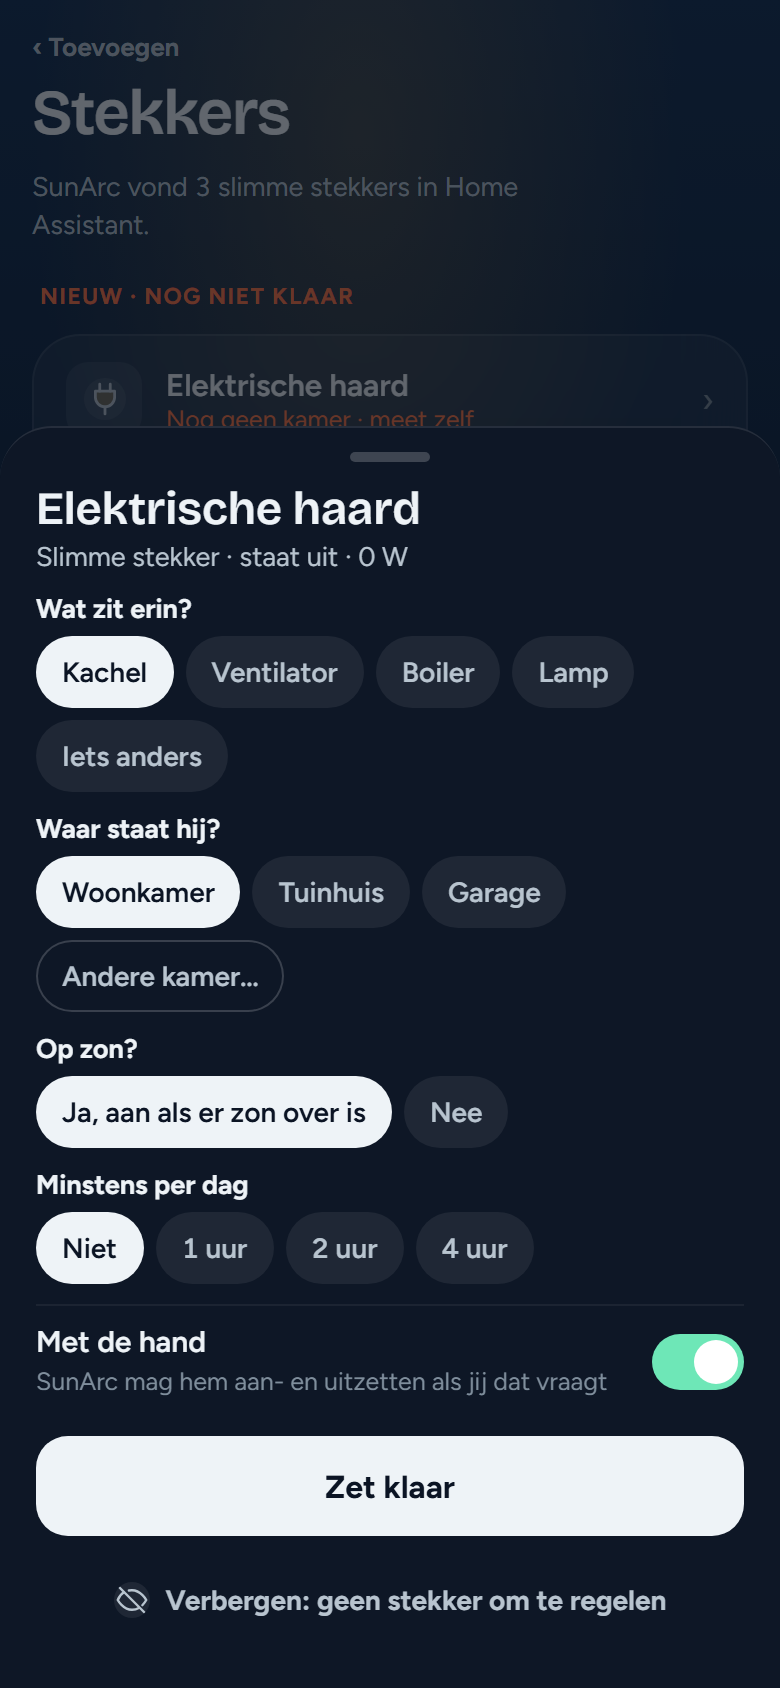 ‹ Toevoegen
Stekkers
SunArc vond 3 slimme stekkers in Home
Assistant.
NIEUW · NOG NIET KLAAR
Elektrische haard
Nog geen kamer · meet zelf
›
Elektrische haard
Slimme stekker · staat uit · 0 W
Wat zit erin?
Kachel Ventilator Boiler Lamp
Iets anders
Waar staat hij?
Woonkamer Tuinhuis Garage
Andere kamer...
Op zon?
Ja, aan als er zon over is Nee
Minstens per dag
Niet 1 uur 2 uur 4 uur
Met de hand
SunArc mag hem aan- en uitzetten als jij dat vraagt
Zet klaar
Verbergen: geen stekker om te regelen